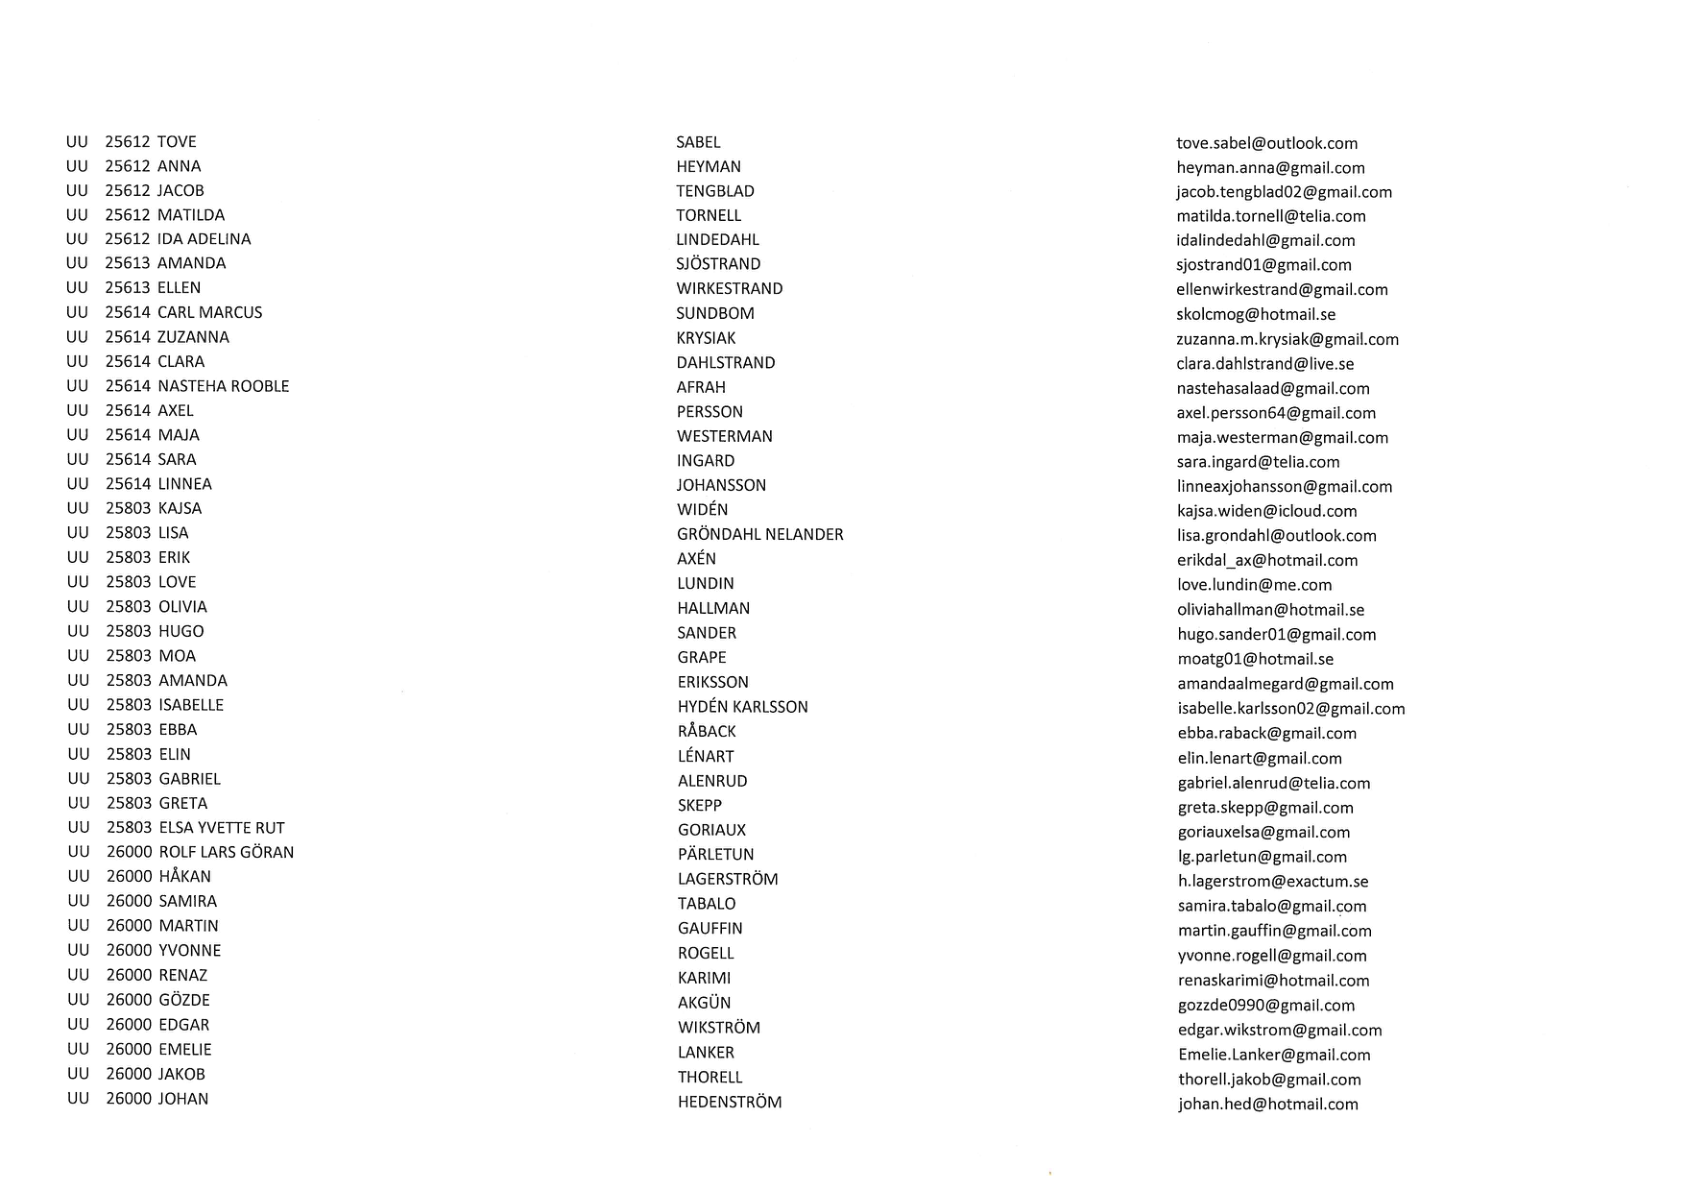 UU 25612 TOVE SABEL tove.sabel@outlook.com
UU 25612 ANNA HEYMAN heyman.anna@gmail.com
UU 25612 JACOB TENGBLAD jacob.tengblad02@gmail.com
UU 25612 MATILDA TORNELL matilda.tornell@telia.com
UU 25612 IDA ADELINA LINDEDAHL idalindedahl@gmail.com
UU 25613 AMANDA SJÖSTRAND sjostrand01@gmail.com
UU 25613 ELLEN WIRKESTRAND ellenwirkestrand@gmail.com
UU 25614 CARL MARCUS SUNDBOM skolcmog@hotmail.se
UU 25614 ZUZANNA KRYSIAK zuzanna.m.krysiak@gmail.com
UU 25614 CLARA DAHLSTRAND clara.dahlstrand@live.se
UU 25614 NASTEHA ROOBLE AFRAH nastehasalaad@gmail.com
UU 25614 AXEL PERSSON axel.persson64@gmail.com
UU 25614 MAJA WESTERMAN maja.westerman@gmail.com
UU 25614 SARA INGARD sara.ingard@telia.com
UU 25614 LINNEA JOHANSSON linneaxjohansson@gmail.com
UU 25803 KAJSA WIDÉN kajsa.widen@icloud.com
UU 25803 LISA GRÖNDAHL NELANDER lisa.grondahl@outlook.com
UU 25803 ERIK AXÉN erikdal_ax@hotmail.com
UU 25803 LOVE LUNDIN love.lundin@me.com
UU 25803 OLIVIA HALLMAN oliviahallman@hotmail.se
UU 25803 HUGO SANDER hugo.sander01@gmail.com
UU 25803 MOA GRAPE moatg01@hotmail.se
UU 25803 AMANDA ERIKSSON amandaalmegard@gmail.com
UU 25803 ISABELLE HYDÉN KARLSSON isabelle.karlsson02@gmail.com
UU 25803 EBBA RÅBACK ebba.raback@gmail.com
UU 25803 ELIN LÉNART elin.lenart@gmail.com
UU 25803 GABRIEL ALENRUD gabriel.alenrud@telia.com
UU 25803 GRETA SKEPP greta.skepp@gmail.com
UU 25803 ELSA YVETTE RUT GORIAUX goriauxelsa@gmail.com
UU 26000 ROLF LARS GÖRAN PÄRLETUN lg.parletun@gmail.com
UU 26000 HÅKAN LAGERSTRÖM h.lagerstrom@exactum.se
UU 26000 SAMIRA TABALO samira.tabalo@gmail.com
UU 26000 MARTIN GAUFFIN martin.gauffin@gmail.com
UU 26000 YVONNE ROGELL yvonne.rogell@gmail.com
UU 26000 RENAZ KARIMI renaskarimi@hotmail.com
UU 26000 GÖZDE AKGÜN gozzde0990@gmail.com
UU 26000 EDGAR WIKSTRÖM edgar.wikstrom@gmail.com
UU 26000 EMELIE LANKER Emelie.Lanker@gmail.com
UU 26000 JAKOB THORELL thorell.jakob@gmail.com
UU 26000 JOHAN HEDENSTRÖM johan.hed@hotmail.com